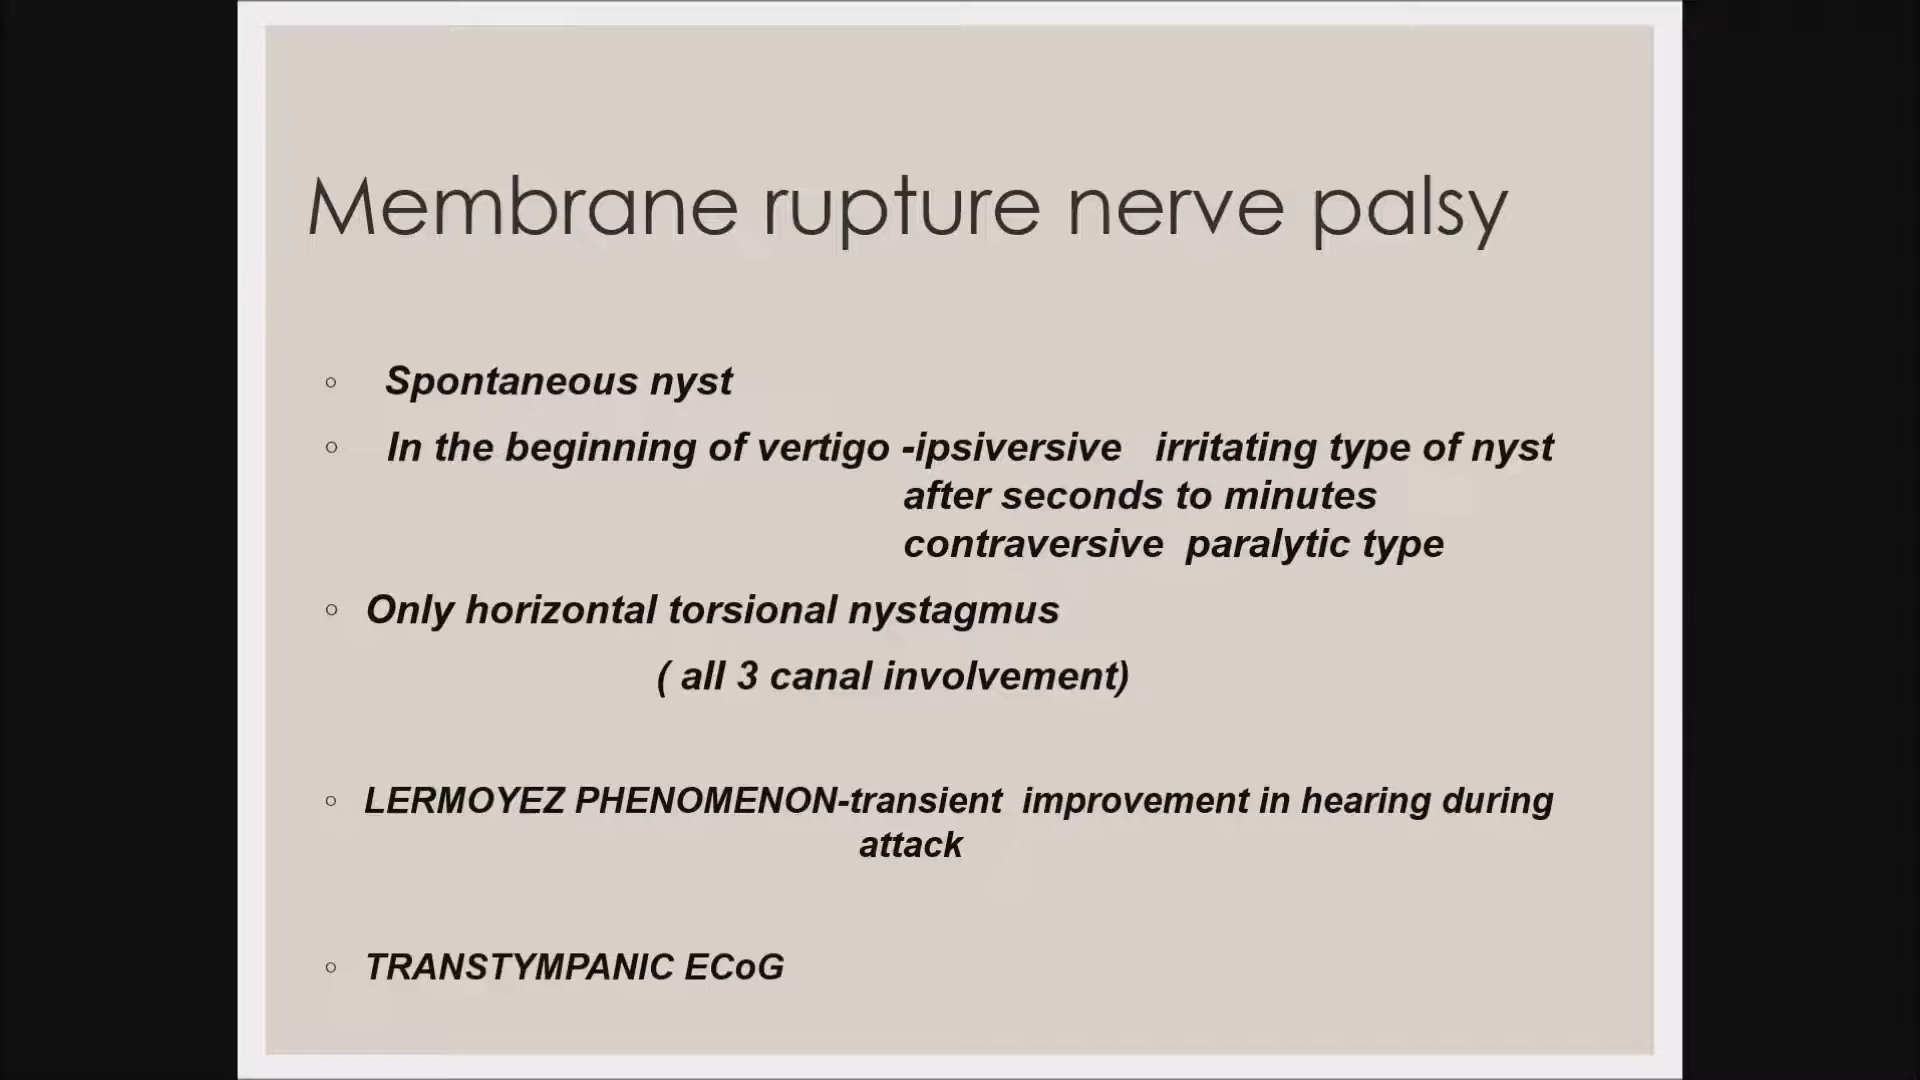 Membrane rupture nerve palsy
Spontaneous nyst
In the beginning of vertigo -ipsiversive irritating type of nyst
after seconds to minutes
contraversive paralytic type
Only horizontal torsional nystagmus
( all 3 canal involvement)
LERMOYEZ PHENOMENON-transient improvement in hearing during
attack
TRANSTYMPANIC ECoG